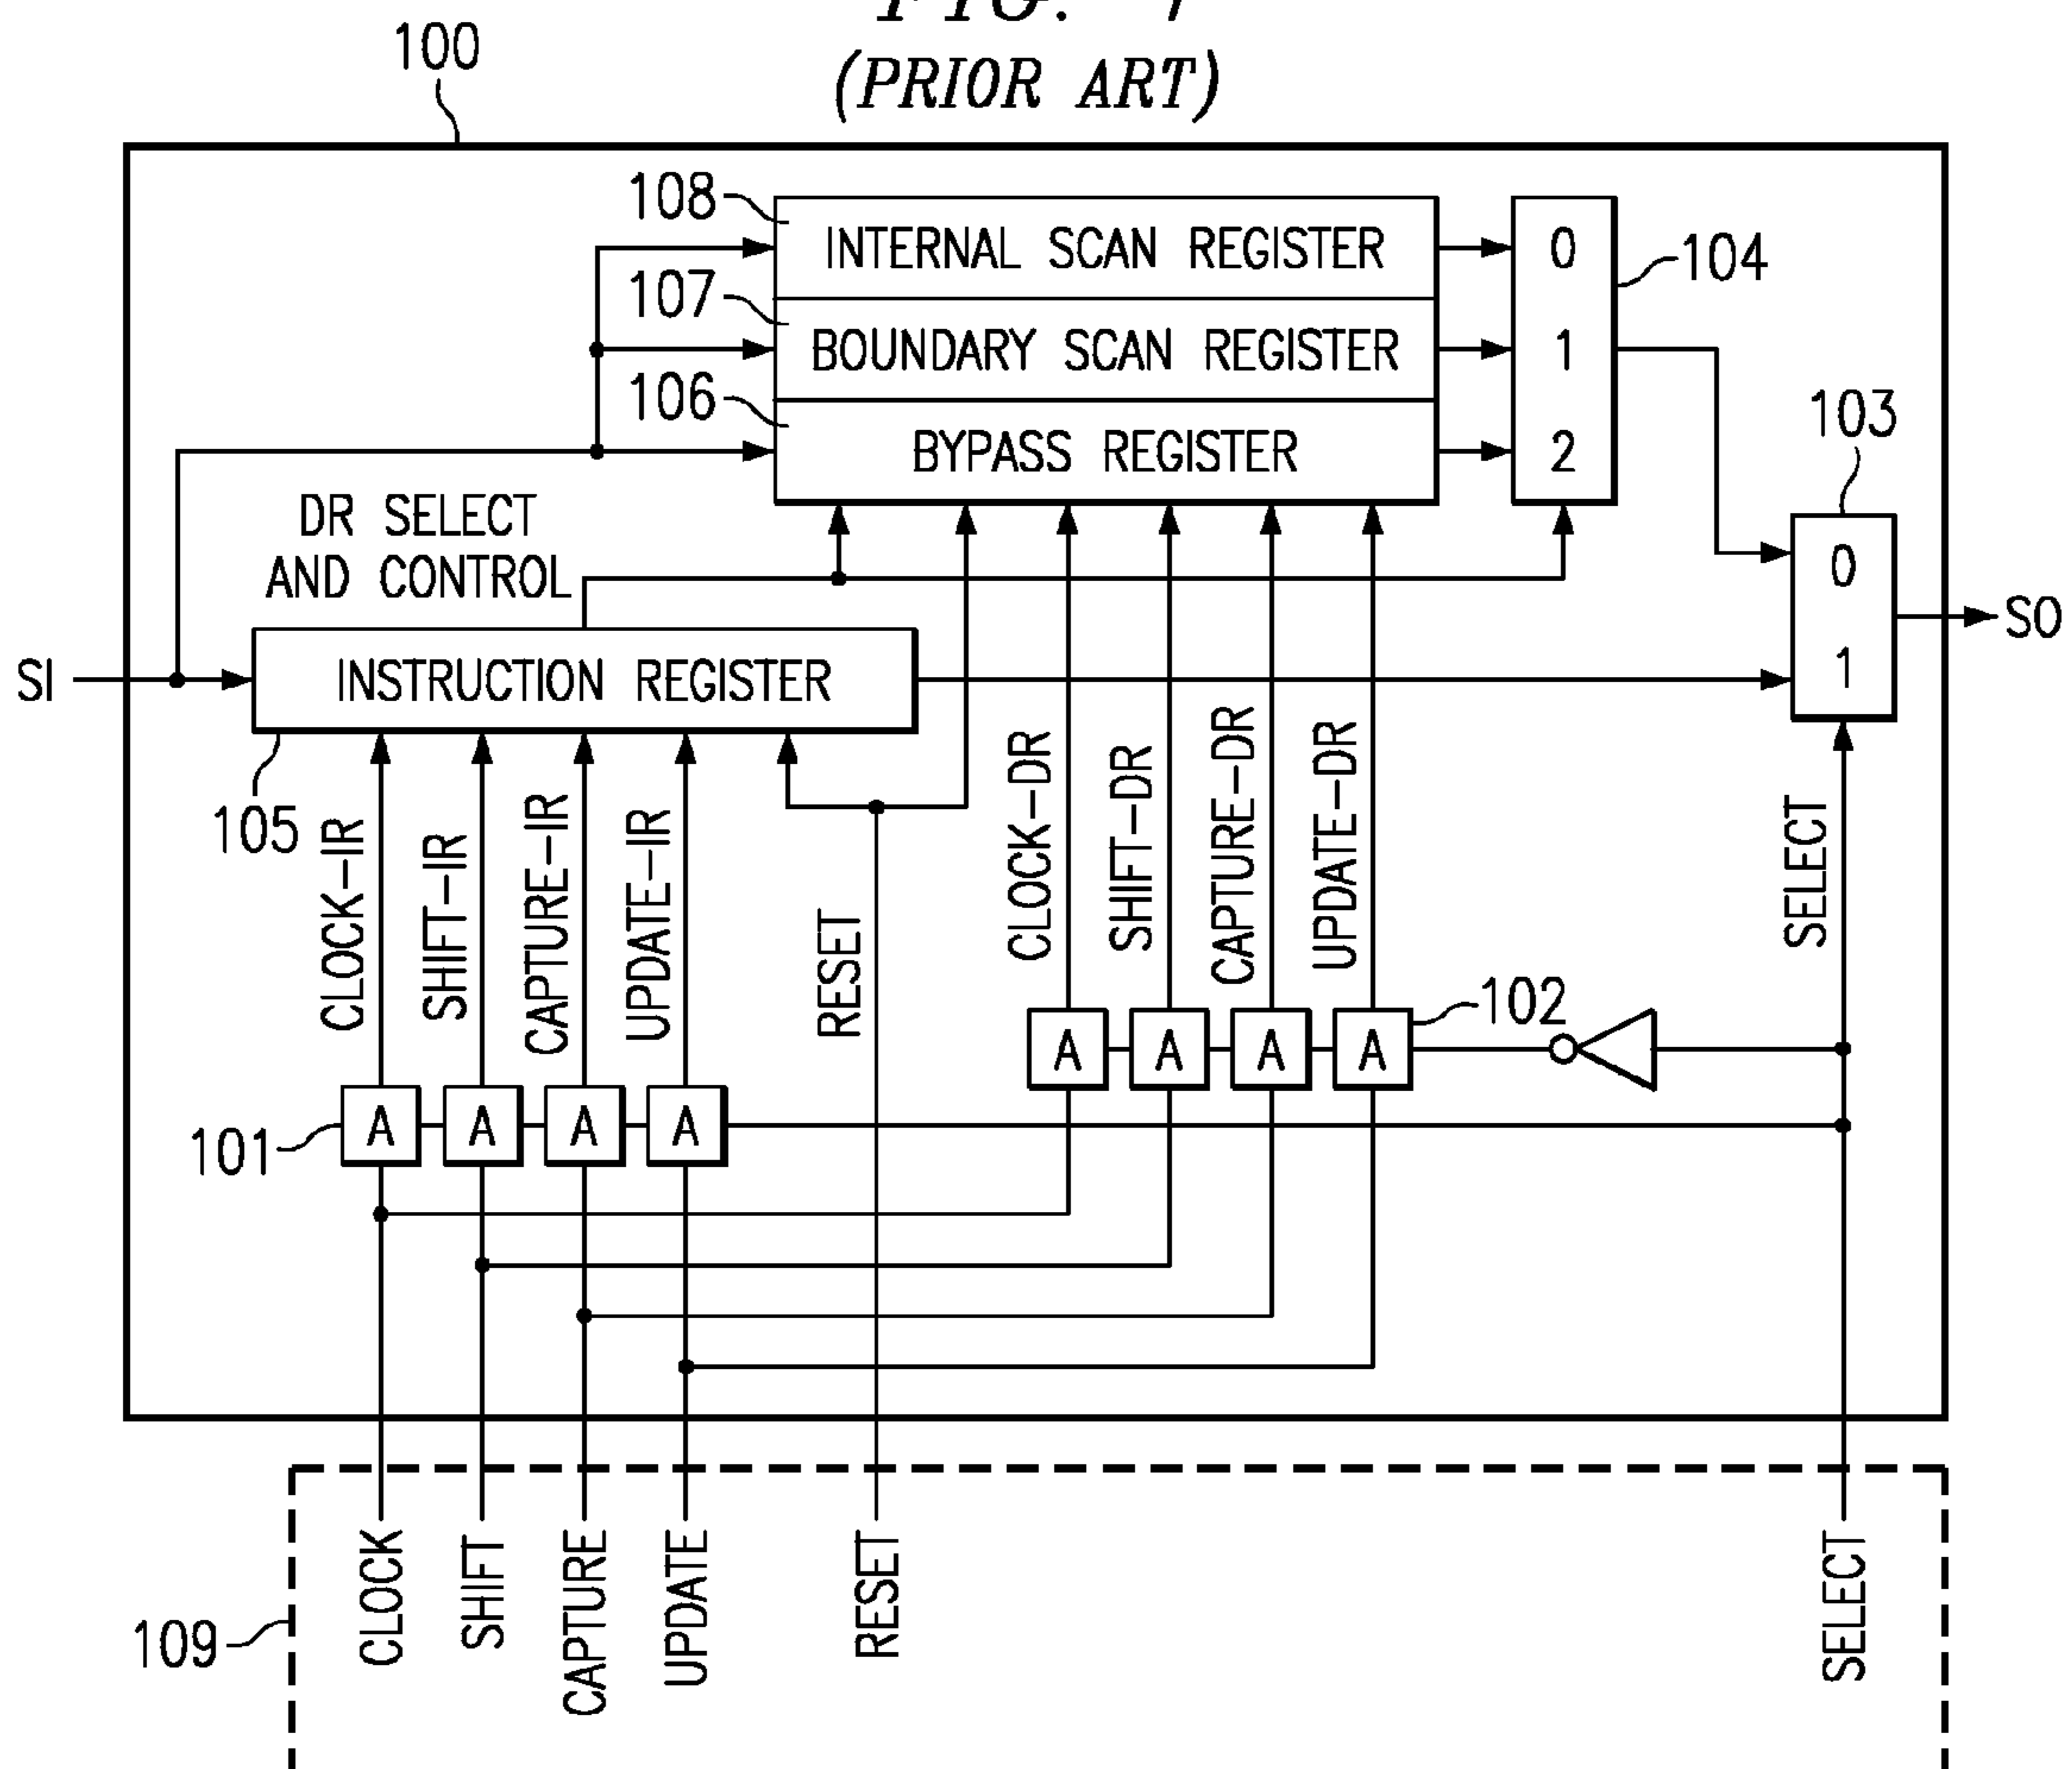 FIG. 1
(PRIOR ART)
100
108
INTERNAL SCAN REGISTER
0
104
107
BOUNDARY SCAN REGISTER
1
106
BYPASS REGISTER
2
103
DR SELECT
AND CONTROL
0
SO
SI
INSTRUCTION REGISTER
1
105
CLOCK-IR
SHIFT-IR
CAPTURE-IR
UPDATE-IR
RESET
CLOCK-DR
SHIFT-DR
CAPTURE-DR
UPDATE-DR
SELECT
102
A A A A
101
A A A A
109
CLOCK
SHIFT
CAPTURE
UPDATE
RESET
SELECT